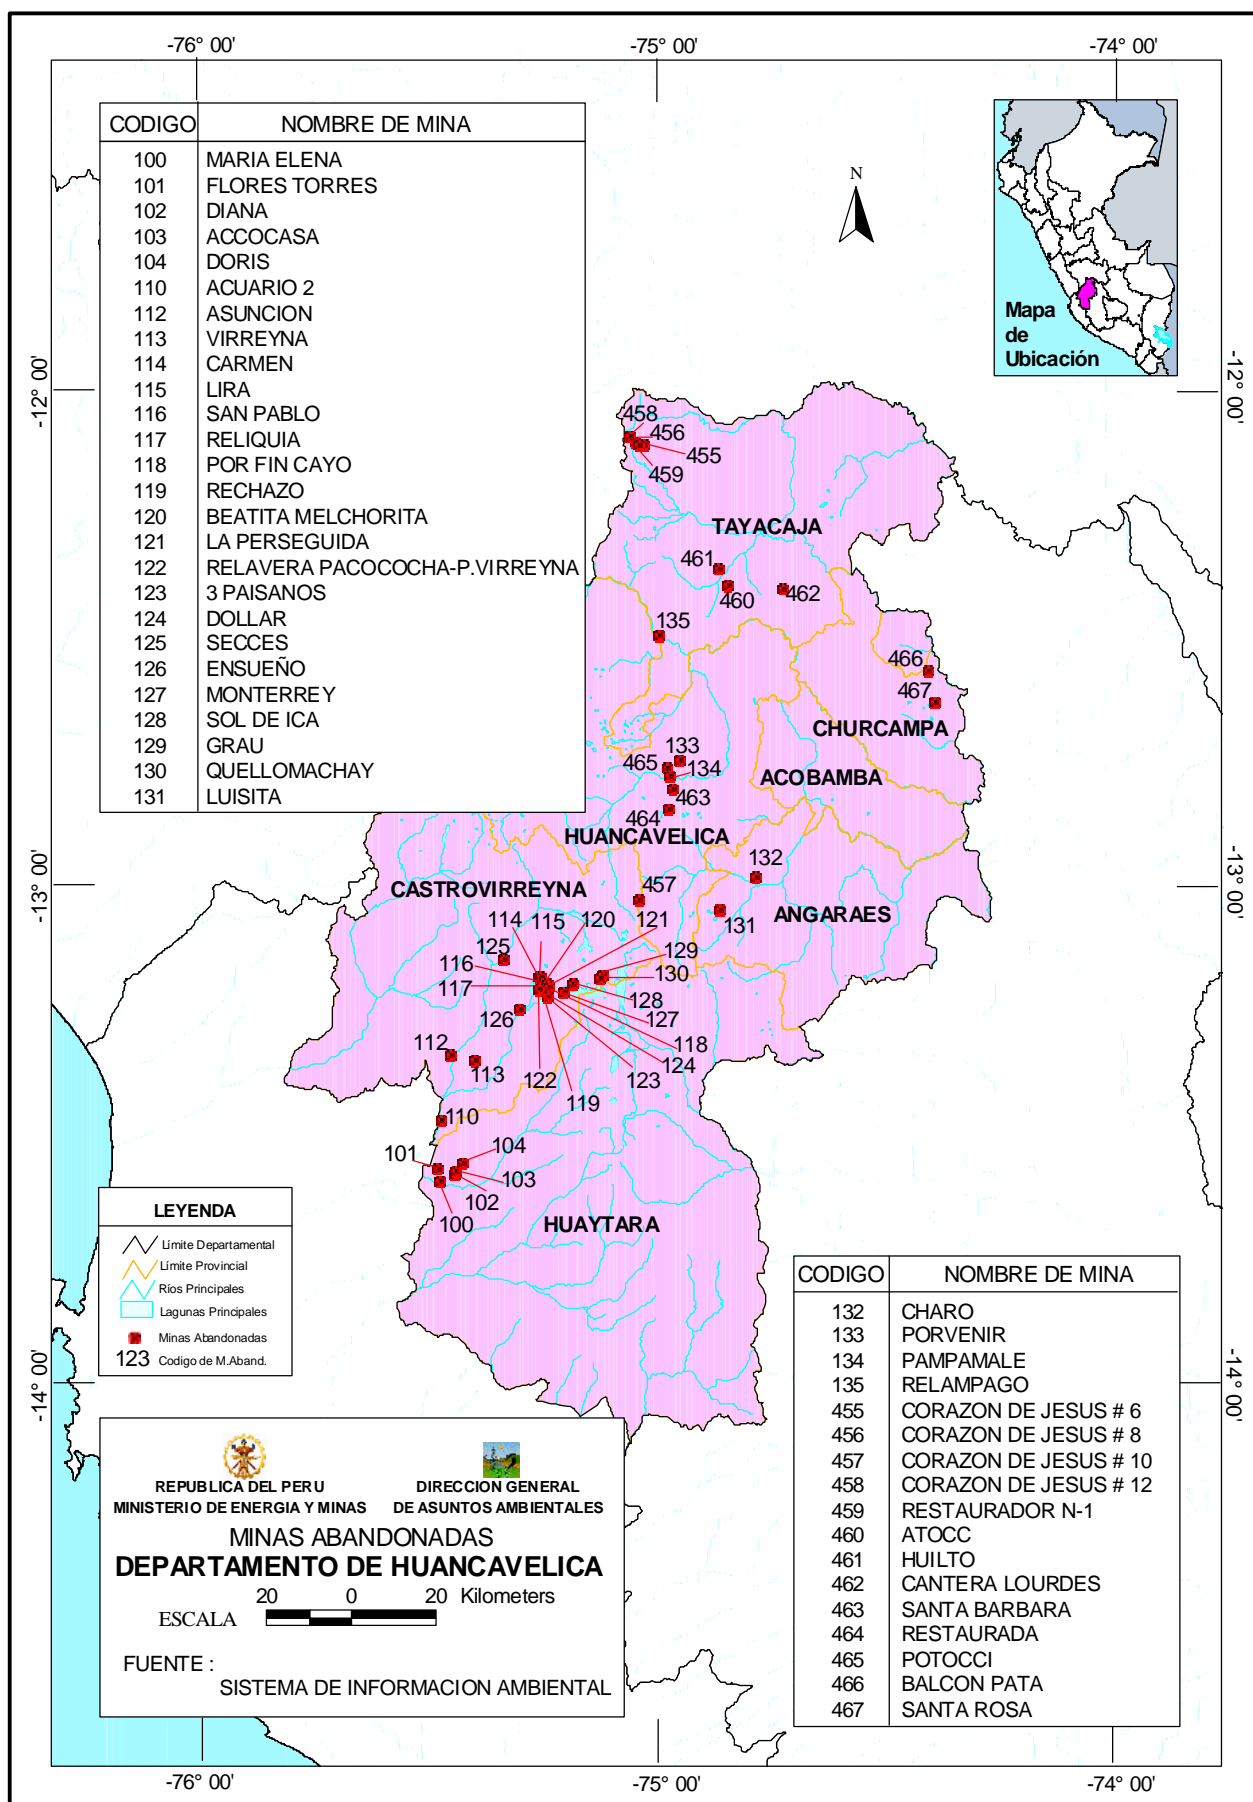 -76° 00'
-75° 00'
-74° 00'
CODIGO NOMBRE DE MINA
100 MARIA ELENA
101 FLORES TORRES
102 DIANA
103 ACCOCASA
104 DORIS
110 ACUARIO 2
112 ASUNCION
113 VIRREYNA
114 CARMEN
115 LIRA
116 SAN PABLO
117 RELIQUIA
118 POR FIN CAYO
119 RECHAZO
120 BEATITA MELCHORITA
121 LA PERSEGUIDA
122 RELAVERA PACOCOCHA-P.VIRREYNA
123 3 PAISANOS
124 DOLLAR
125 SECCES
126 ENSUEÑO
127 MONTERREY
128 SOL DE ICA
129 GRAU
130 QUELLOMACHAY
131 LUISITA
N
Mapa
de
Ubicación
-12° 00'
-12° 00'
458
456
455
459
TAYACAJA
461
460
462
135
466
467
CHURCAMPA
133
465
134
ACOBAMBA
463
464
HUANCAVELICA
132
-13° 00'
-13° 00'
CASTROVIRREYNA
457
ANGARAES
131
114
115
120
121
125
129
116
130
117
128
126
127
118
112
124
113
122
123
119
110
104
101
103
102
100
HUAYTARA
LEYENDA
Límite Departamental
Límite Provincial
Ríos Principales
Lagunas Principales
Minas Abandonadas
123 Codigo de M.Aband.
-14° 00'
-14° 00'
CODIGO NOMBRE DE MINA
132 CHARO
133 PORVENIR
134 PAMPAMALE
135 RELAMPAGO
455 CORAZON DE JESUS # 6
456 CORAZON DE JESUS # 8
457 CORAZON DE JESUS # 10
458 CORAZON DE JESUS # 12
459 RESTAURADOR N-1
460 ATOCC
461 HUILTO
462 CANTERA LOURDES
463 SANTA BARBARA
464 RESTAURADA
465 POTOCCI
466 BALCON PATA
467 SANTA ROSA
REPUBLICA DEL PERU
MINISTERIO DE ENERGIA Y MINAS
DIRECCION GENERAL
DE ASUNTOS AMBIENTALES
MINAS ABANDONADAS
DEPARTAMENTO DE HUANCAVELICA
20 0 20 Kilometers
ESCALA
FUENTE :
SISTEMA DE INFORMACION AMBIENTAL
-76° 00'
-75° 00'
-74° 00'